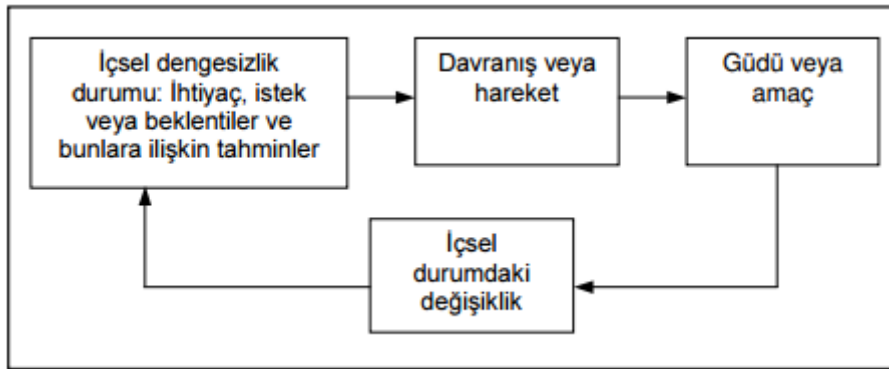 İçsel dengesizlik
durumu: İhtiyaç, istek
veya beklentiler ve
bunlara ilişkin tahminler
Davranış veya
hareket
Güdü veya
amaç
İçsel
durumdaki
değişiklik